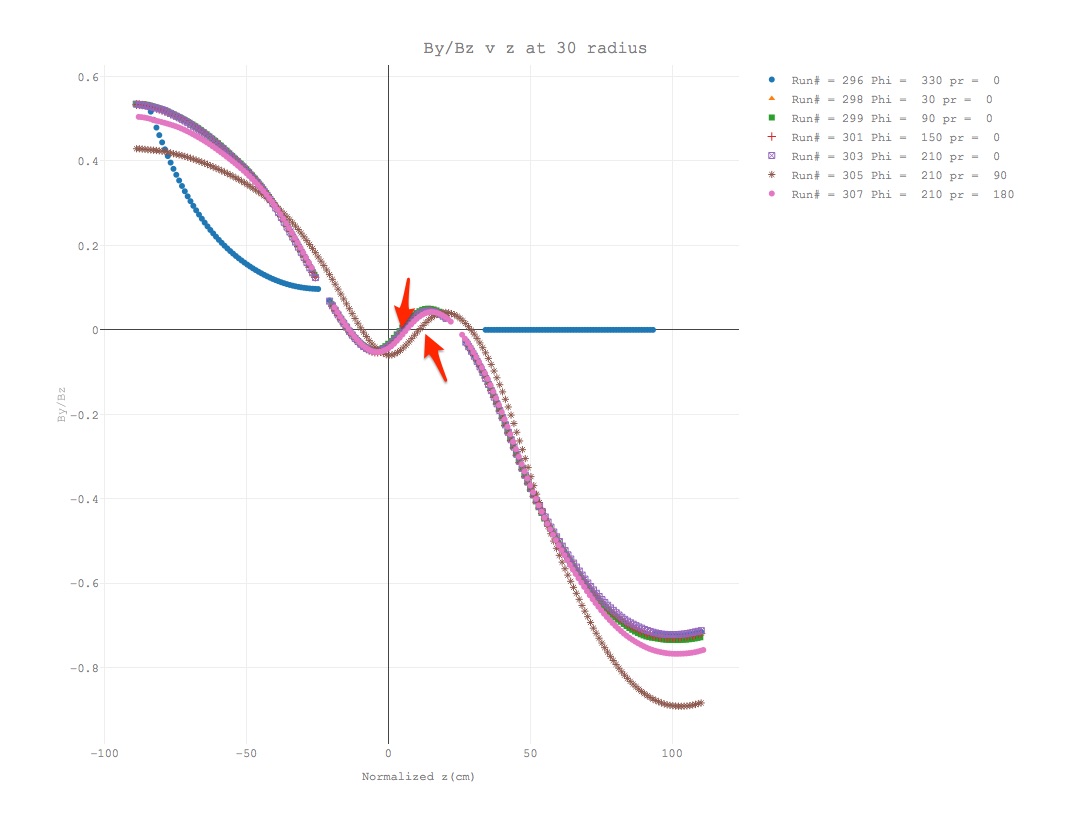 By/Bz v z at 30 radius
Run# = 296 Phi =  330 pr =  0
Run# = 298 Phi =  30 pr =  0
Run# = 299 Phi =  90 pr =  0
Run# = 301 Phi =  150 pr =  0
Run# = 303 Phi =  210 pr =  0
Run# = 305 Phi =  210 pr =  90
Run# = 307 Phi =  210 pr =  180
0.6
0.4
0.2
0
−0.2
−0.4
−0.6
−0.8
By/Bz
−100 −50 0 50 100
Normalized z(cm)